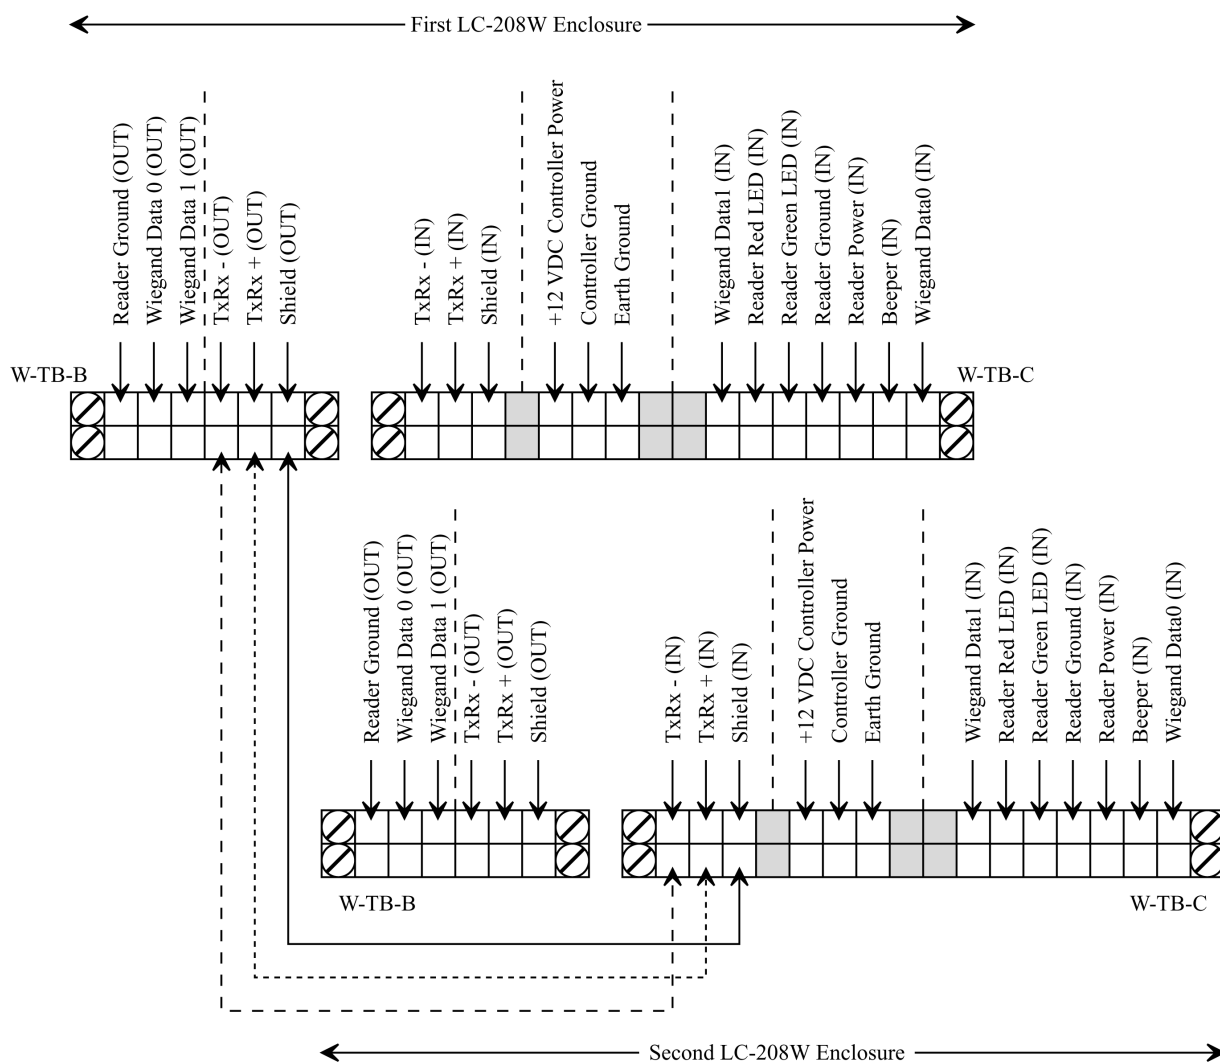 First LC-208W Enclosure
Reader Ground (OUT)
Wiegand Data 0 (OUT)
Wiegand Data 1 (OUT)
TxRx - (OUT)
TxRx + (OUT)
Shield (OUT)
TxRx - (IN)
TxRx + (IN)
Shield (IN)
+12 VDC Controller Power
Controller Ground
Earth Ground
Wiegand Data1 (IN)
Reader Red LED (IN)
Reader Green LED (IN)
Reader Ground (IN)
Reader Power (IN)
Beeper (IN)
Wiegand Data0 (IN)
W-TB-B
W-TB-C
Reader Ground (OUT)
Wiegand Data 0 (OUT)
Wiegand Data 1 (OUT)
TxRx - (OUT)
TxRx + (OUT)
Shield (OUT)
TxRx - (IN)
TxRx + (IN)
Shield (IN)
+12 VDC Controller Power
Controller Ground
Earth Ground
Wiegand Data1 (IN)
Reader Red LED (IN)
Reader Green LED (IN)
Reader Ground (IN)
Reader Power (IN)
Beeper (IN)
Wiegand Data0 (IN)
W-TB-B
W-TB-C
Second LC-208W Enclosure